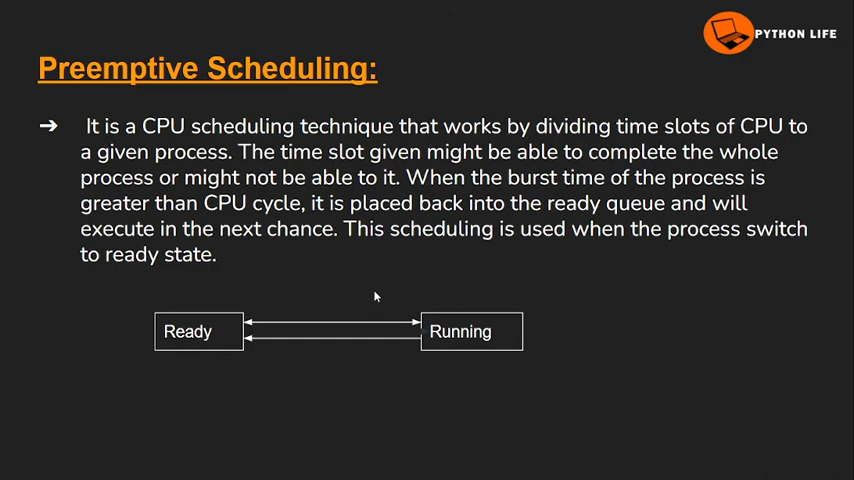 PYTHON LIFE
Preemptive Scheduling:
➔ It is a CPU scheduling technique that works by dividing time slots of CPU to
a given process. The time slot given might be able to complete the whole
process or might not be able to it. When the burst time of the process is
greater than CPU cycle, it is placed back into the ready queue and will
execute in the next chance. This scheduling is used when the process switch
to ready state.
Ready Running